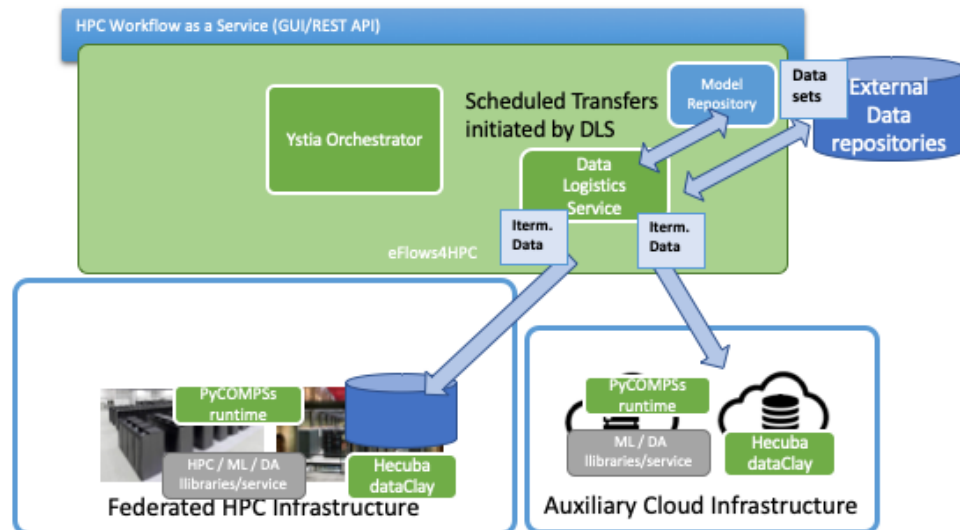 HPC Workflow as a Service (GUI/REST API)
Ystia Orchestrator
Scheduled Transfers
initiated by DLS
Model
Repository
Data
sets
External
Data
repositories
Data
Logistics
Service
Iterm.
Data
Iterm.
Data
eFlows4HPC
PyCOMPSs
runtime
HPC / ML / DA
llibraries/service
Hecuba
dataClay
Federated HPC Infrastructure
PyCOMPSs
runtime
ML / DA
llibraries/service
Hecuba
dataClay
Auxiliary Cloud Infrastructure